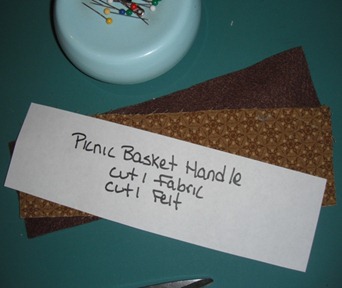 Picnic Basket Handle
cut 1 Fabric
cut 1 Felt